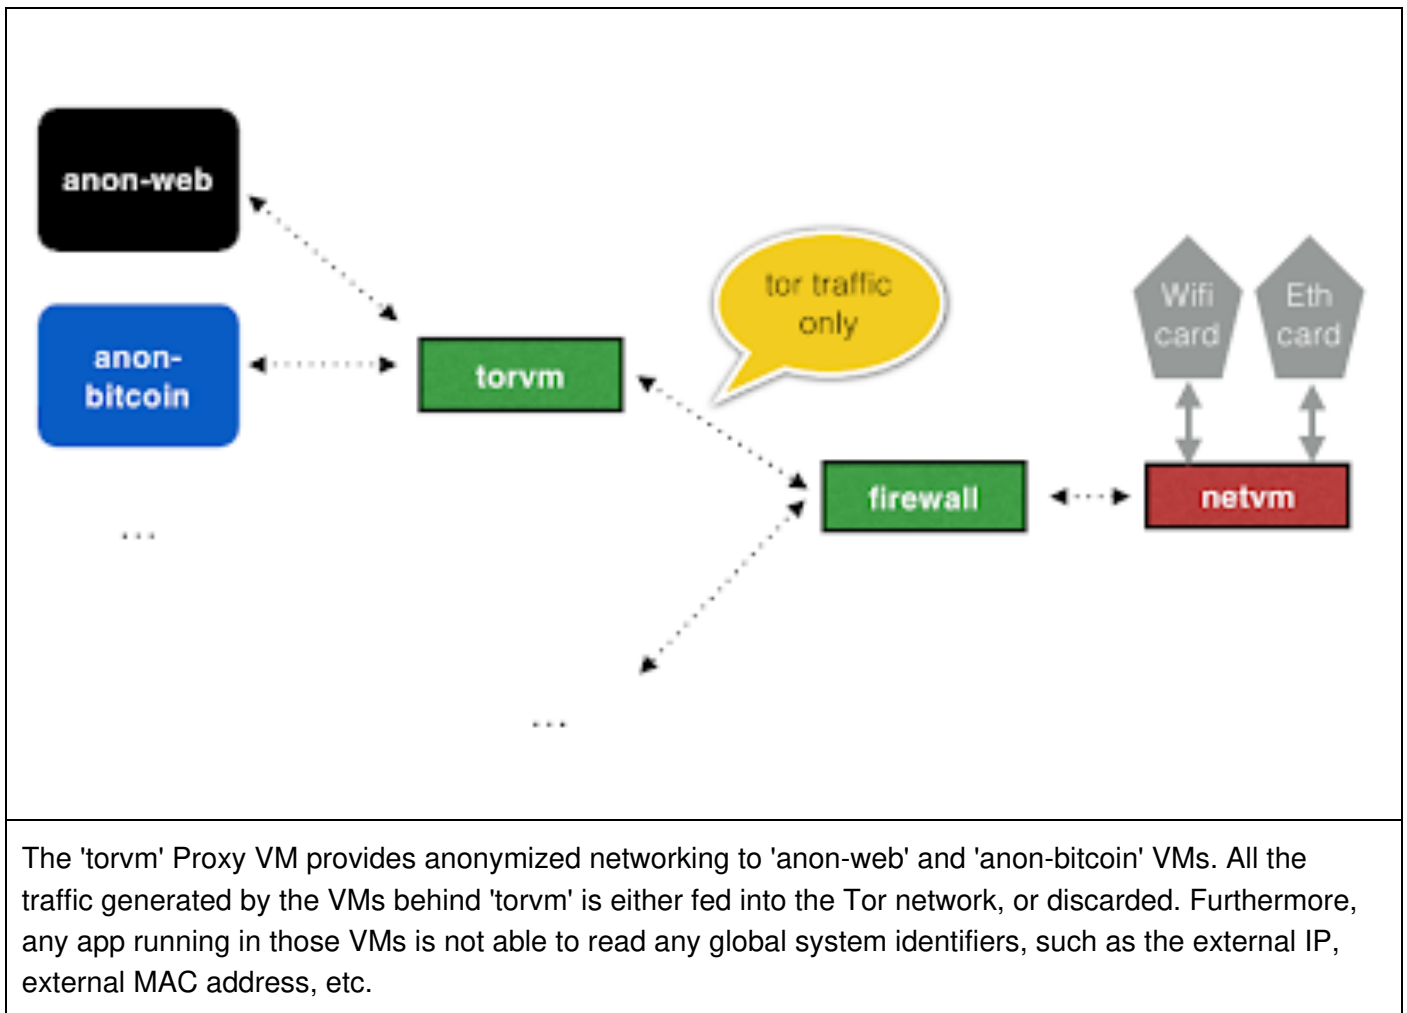 anon-web
anon-
bitcoin
...
torvm
tor traffic
only
firewall
...
Wifi
card
Eth
card
netvm
The 'torvm' Proxy VM provides anonymized networking to 'anon-web' and 'anon-bitcoin' VMs. All the
traffic generated by the VMs behind 'torvm' is either fed into the Tor network, or discarded. Furthermore,
any app running in those VMs is not able to read any global system identifiers, such as the external IP,
external MAC address, etc.